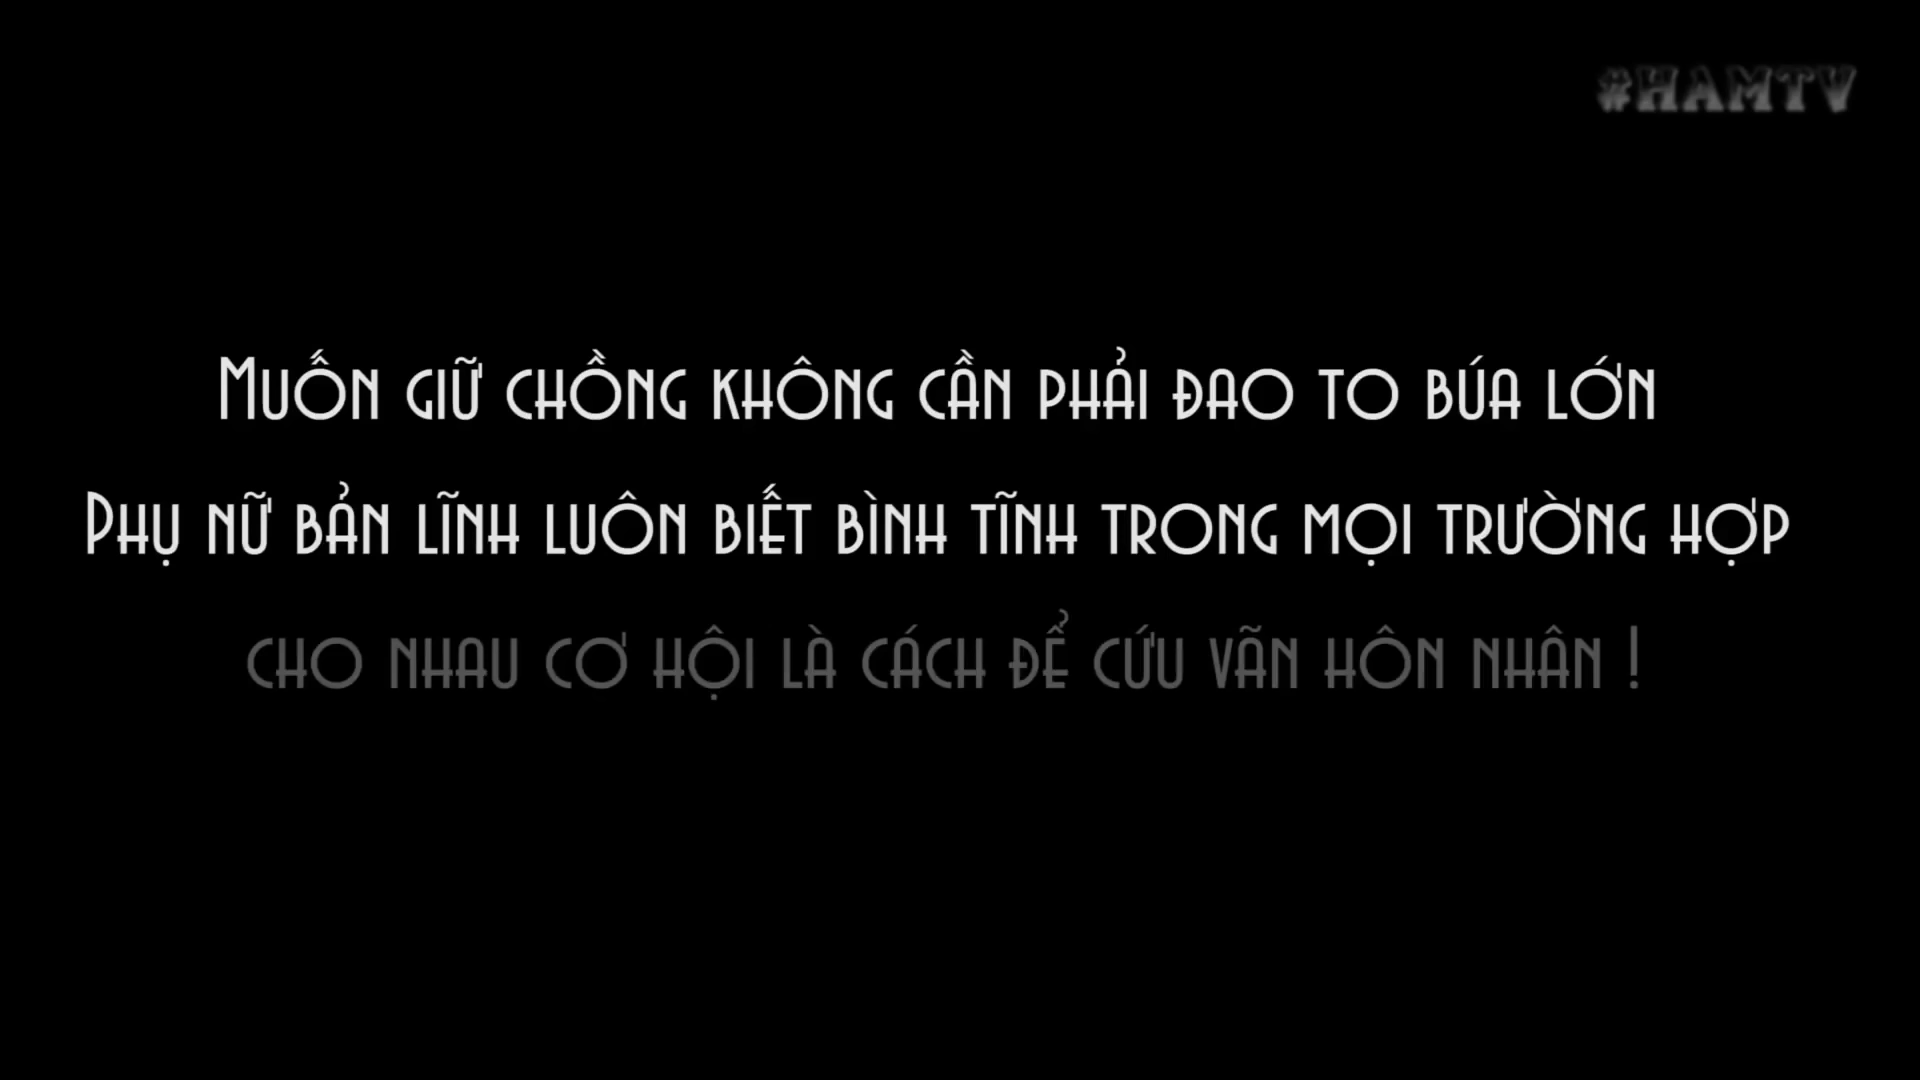 #HAMTV
Muốn giữ chồng không cần phải đao to búa lớn
Phụ nữ bản lĩnh luôn biết bình tĩnh trong mọi trường hợp
cho nhau cơ hội là cách để cứu vãn hôn nhân !